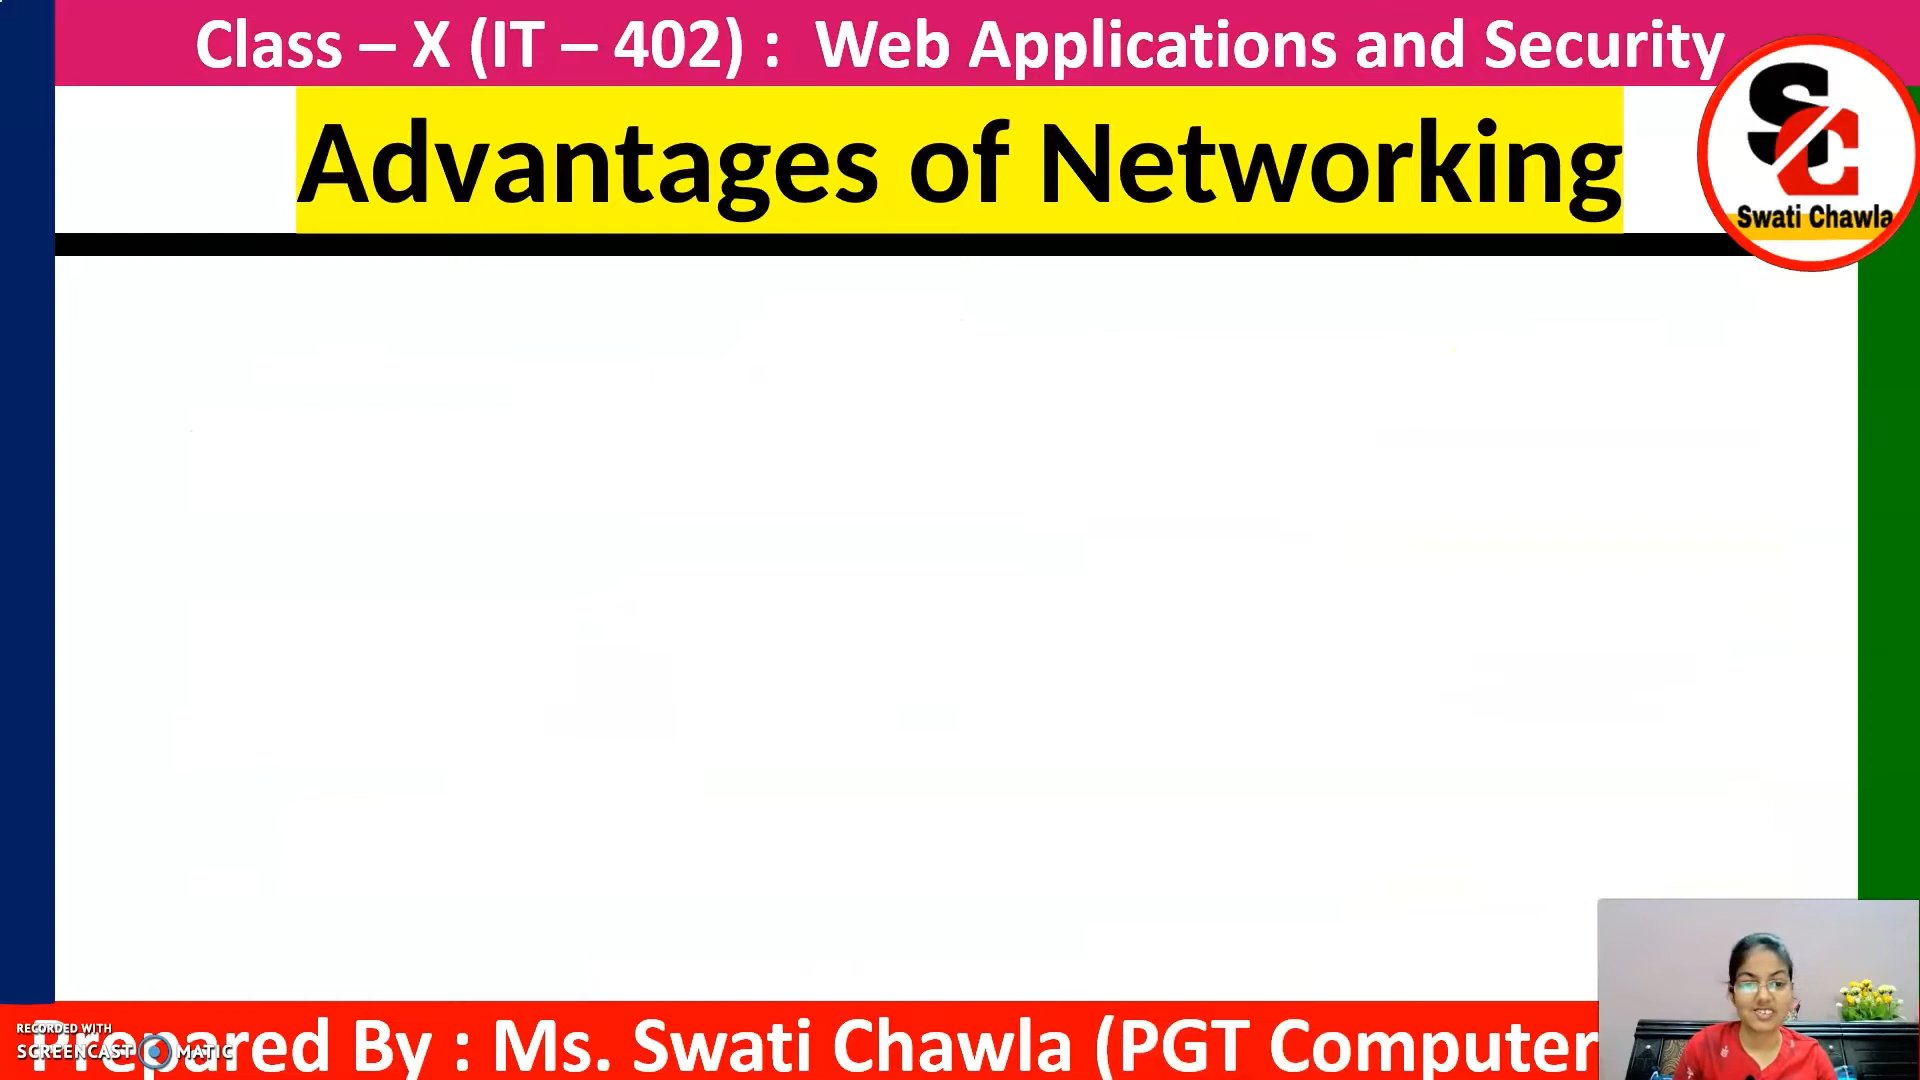 Class – X (IT – 402) : Web Applications and Security
Advantages of Networking
SC
Swati Chawla
Prepared By : Ms. Swati Chawla (PGT Computer
RECORDED WITH
SCREENCAST MATIC